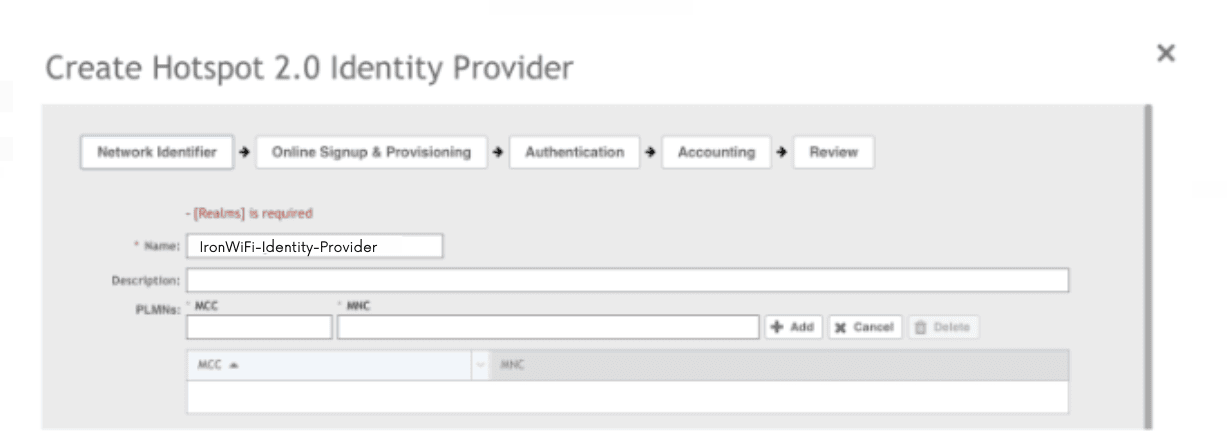 Create Hotspot 2.0 Identity Provider
Network Identifier Online Signup & Provisioning Authentication Accounting Review
- [Realms] is required
* Name: IronWiFi-Identity-Provider
Description:
PLMNs: * MCC * MNC
Add Cancel Delete
MCC MNC